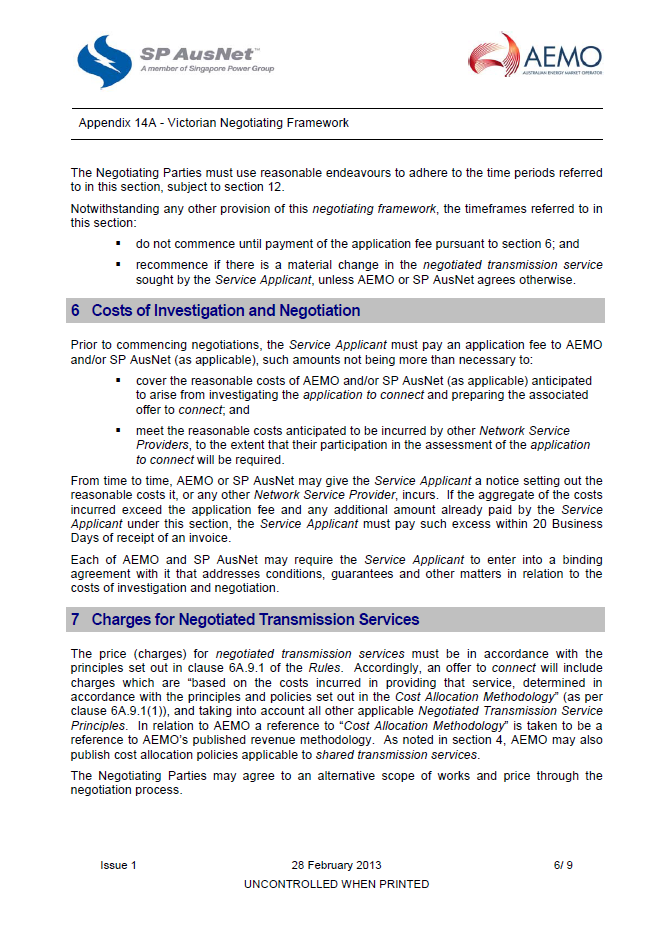 SP AusNet™
A member of Singapore Power Group
AEMO
AUSTRALIAN ENERGY MARKET OPERATOR
Appendix 14A - Victorian Negotiating Framework
The Negotiating Parties must use reasonable endeavours to adhere to the time periods referred
to in this section, subject to section 12.
Notwithstanding any other provision of this negotiating framework, the timeframes referred to in
this section:
▪ do not commence until payment of the application fee pursuant to section 6; and
▪ recommence if there is a material change in the negotiated transmission service
sought by the Service Applicant, unless AEMO or SP AusNet agrees otherwise.
6 Costs of Investigation and Negotiation
Prior to commencing negotiations, the Service Applicant must pay an application fee to AEMO
and/or SP AusNet (as applicable), such amounts not being more than necessary to:
▪ cover the reasonable costs of AEMO and/or SP AusNet (as applicable) anticipated
to arise from investigating the application to connect and preparing the associated
offer to connect; and
▪ meet the reasonable costs anticipated to be incurred by other Network Service
Providers, to the extent that their participation in the assessment of the application
to connect will be required.
From time to time, AEMO or SP AusNet may give the Service Applicant a notice setting out the
reasonable costs it, or any other Network Service Provider, incurs. If the aggregate of the costs
incurred exceed the application fee and any additional amount already paid by the Service
Applicant under this section, the Service Applicant must pay such excess within 20 Business
Days of receipt of an invoice.
Each of AEMO and SP AusNet may require the Service Applicant to enter into a binding
agreement with it that addresses conditions, guarantees and other matters in relation to the
costs of investigation and negotiation.
7 Charges for Negotiated Transmission Services
The price (charges) for negotiated transmission services must be in accordance with the
principles set out in clause 6A.9.1 of the Rules. Accordingly, an offer to connect will include
charges which are “based on the costs incurred in providing that service, determined in
accordance with the principles and policies set out in the Cost Allocation Methodology” (as per
clause 6A.9.1(1)), and taking into account all other applicable Negotiated Transmission Service
Principles. In relation to AEMO a reference to “Cost Allocation Methodology” is taken to be a
reference to AEMO’s published revenue methodology. As noted in section 4, AEMO may also
publish cost allocation policies applicable to shared transmission services.
The Negotiating Parties may agree to an alternative scope of works and price through the
negotiation process.
Issue 1 28 February 2013 6/ 9
UNCONTROLLED WHEN PRINTED